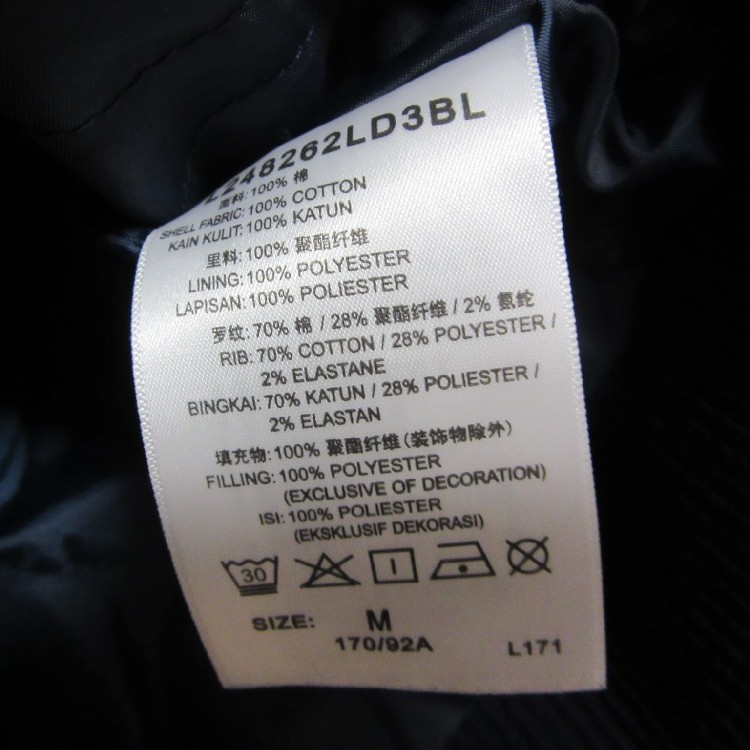 L248262LD3BL
面料:100% 棉
SHELL FABRIC:100% COTTON
KAIN KULIT:100% KATUN
里料:100% 聚酯纤维
LINING:100% POLYESTER
LAPISAN:100% POLIESTER
罗纹:70% 棉 / 28% 聚酯纤维 / 2% 氨纶
RIB:70% COTTON / 28% POLYESTER /
2% ELASTANE
BINGKAI:70% KATUN / 28% POLIESTER /
2% ELASTAN
填充物:100% 聚酯纤维(装饰物除外)
FILLING:100% POLYESTER
(EXCLUSIVE OF DECORATION)
ISI:100% POLIESTER
(EKSKLUSIF DEKORASI)
30
SIZE: M
170/92A L171